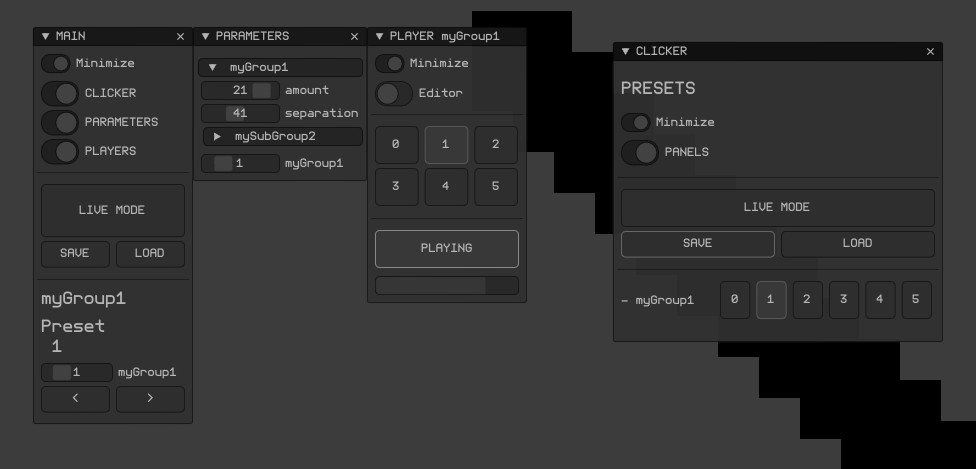 MAIN
Minimize
CLICKER
PARAMETERS
PLAYERS
LIVE MODE
SAVE LOAD
myGroup1
Preset
1
1 myGroup1
< >
PARAMETERS
myGroup1
21 amount
41 separation
mySubGroup2
1 myGroup1
PLAYER myGroup1
Minimize
Editor
0 1 2
3 4 5
PLAYING
CLICKER
PRESETS
Minimize
PANELS
LIVE MODE
SAVE LOAD
- myGroup1 0 1 2 3 4 5